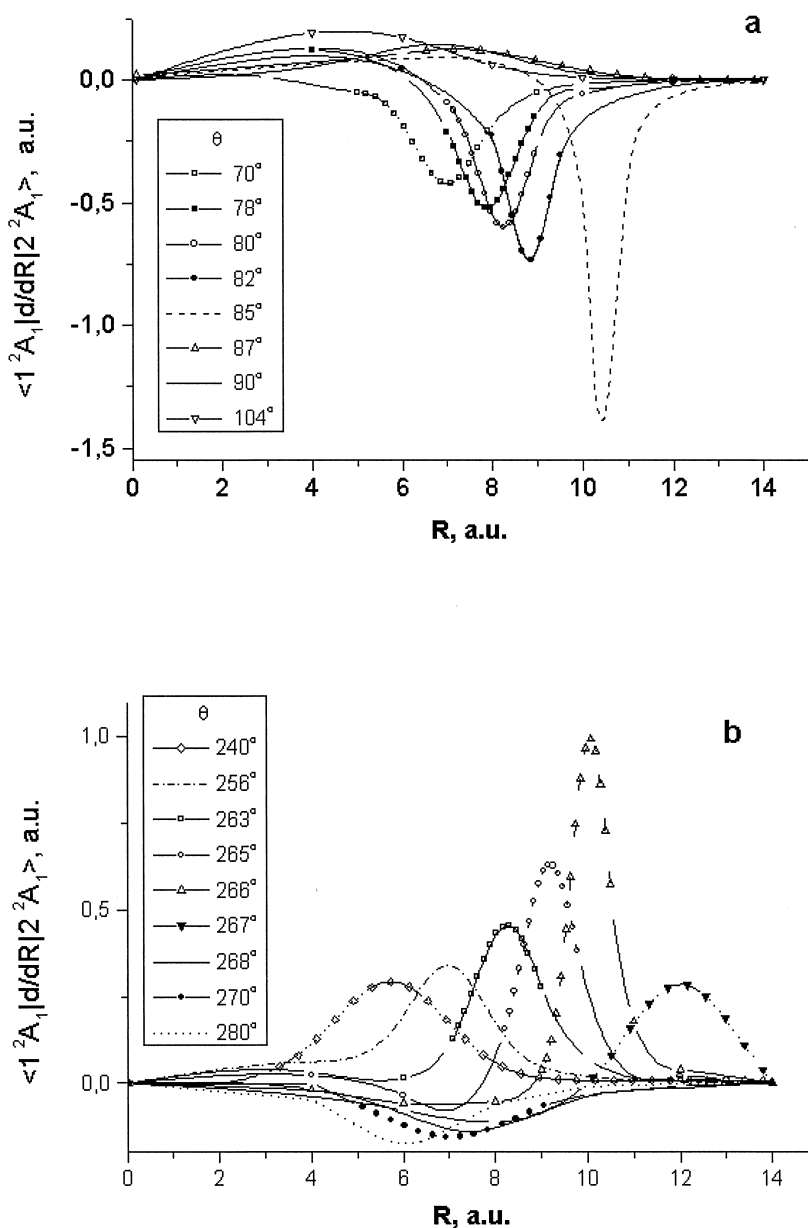 a
<1 ²A₁|d/dR|2 ²A₁>, a.u.
0,0
-0,5
-1,0
-1,5
θ
70°
78°
80°
82°
85°
87°
90°
104°
0 2 4 6 8 10 12 14
R, a.u.
b
<1 ²A₁|d/dR|2 ²A₁>, a.u.
1,0
0,5
0,0
θ
240°
256°
263°
265°
266°
267°
268°
270°
280°
0 2 4 6 8 10 12 14
R, a.u.